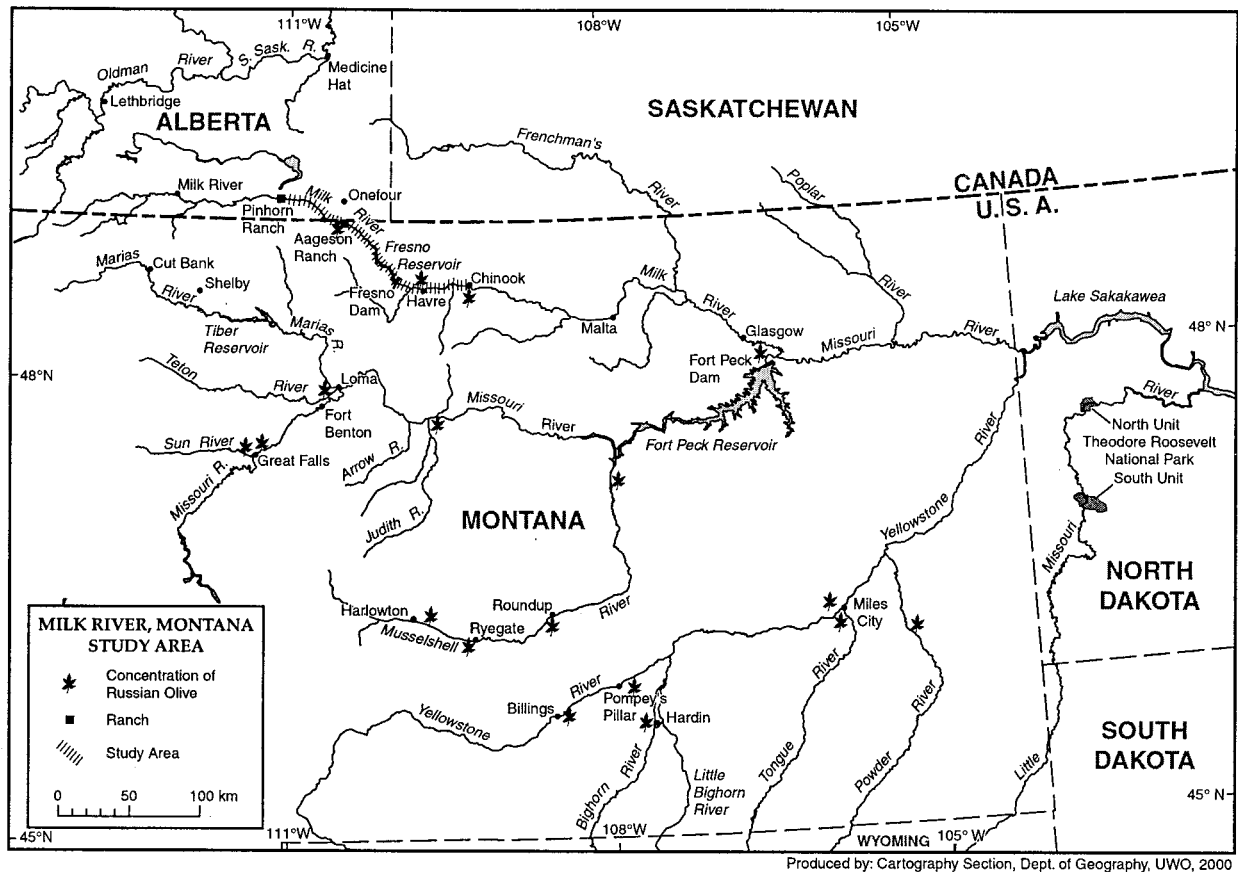 111°W
108°W
105°W
Oldman
River
S. Sask.
R.
Medicine
Hat
Lethbridge
ALBERTA
SASKATCHEWAN
Frenchman's
River
Poplar
River
CANADA
U. S. A.
Milk River
Pinhorn
Ranch
Milk
River
Onefour
Aageson
Ranch
Fresno
Reservoir
Chinook
Fresno
Dam
Havre
Marias
River
Cut Bank
Shelby
Tiber
Reservoir
Marias
R.
Milk
River
Malta
Glasgow
Fort Peck
Dam
Missouri
River
Lake Sakakawea
48° N
48°N
Teton
River
Loma
Fort
Benton
Missouri
River
Fort Peck Reservoir
River
North Unit
Theodore Roosevelt
National Park
South Unit
Sun River
Great Falls
Missouri R.
Arrow R.
Judith R.
MONTANA
River
Yellowstone
Missouri
NORTH
DAKOTA
Harlowton
Musselshell
Ryegate
Roundup
River
Miles
City
Billings
River
Pompey's
Pillar
Hardin
Yellowstone
Bighorn
River
Little
Bighorn
River
Tongue
River
Powder
River
Little
SOUTH
DAKOTA
45° N
45°N
111°W
108°W
WYOMING
105°W
MILK RIVER, MONTANA
STUDY AREA
Concentration of
Russian Olive
Ranch
Study Area
0 50 100 km
Produced by: Cartography Section, Dept. of Geography, UWO, 2000